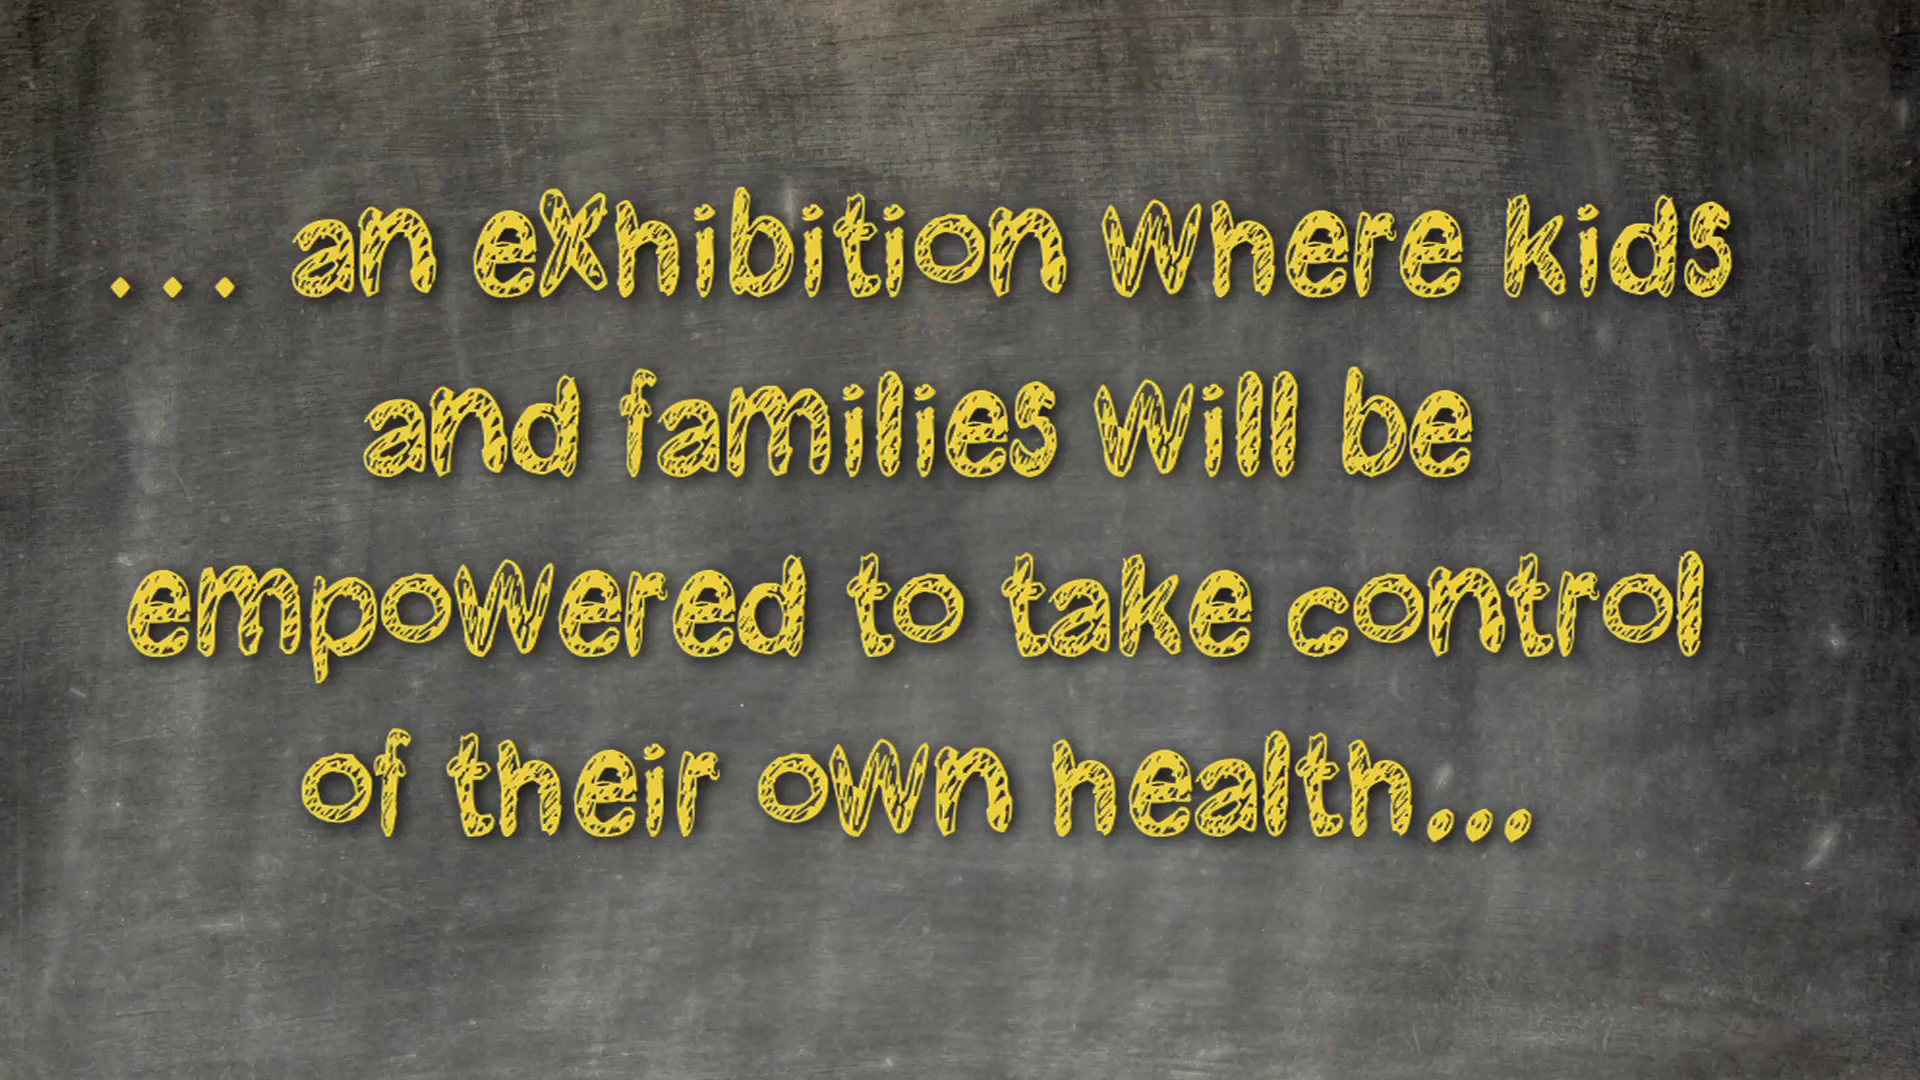 ... an exhibition where kids
and families will be
empowered to take control
of their own health...